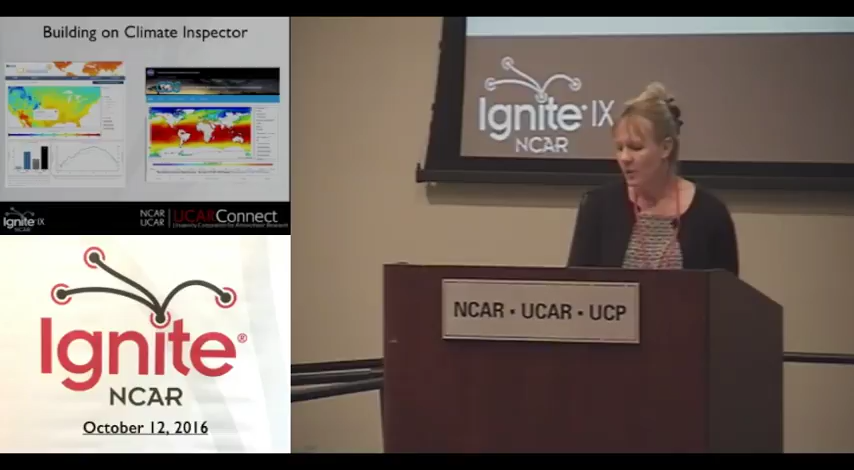 Building on Climate Inspector
Ignite IX
NCAR
NCAR
UCAR
UCARConnect
Ignite®
NCAR
October 12, 2016
Ignite® IX
NCAR
NCAR • UCAR • UCP